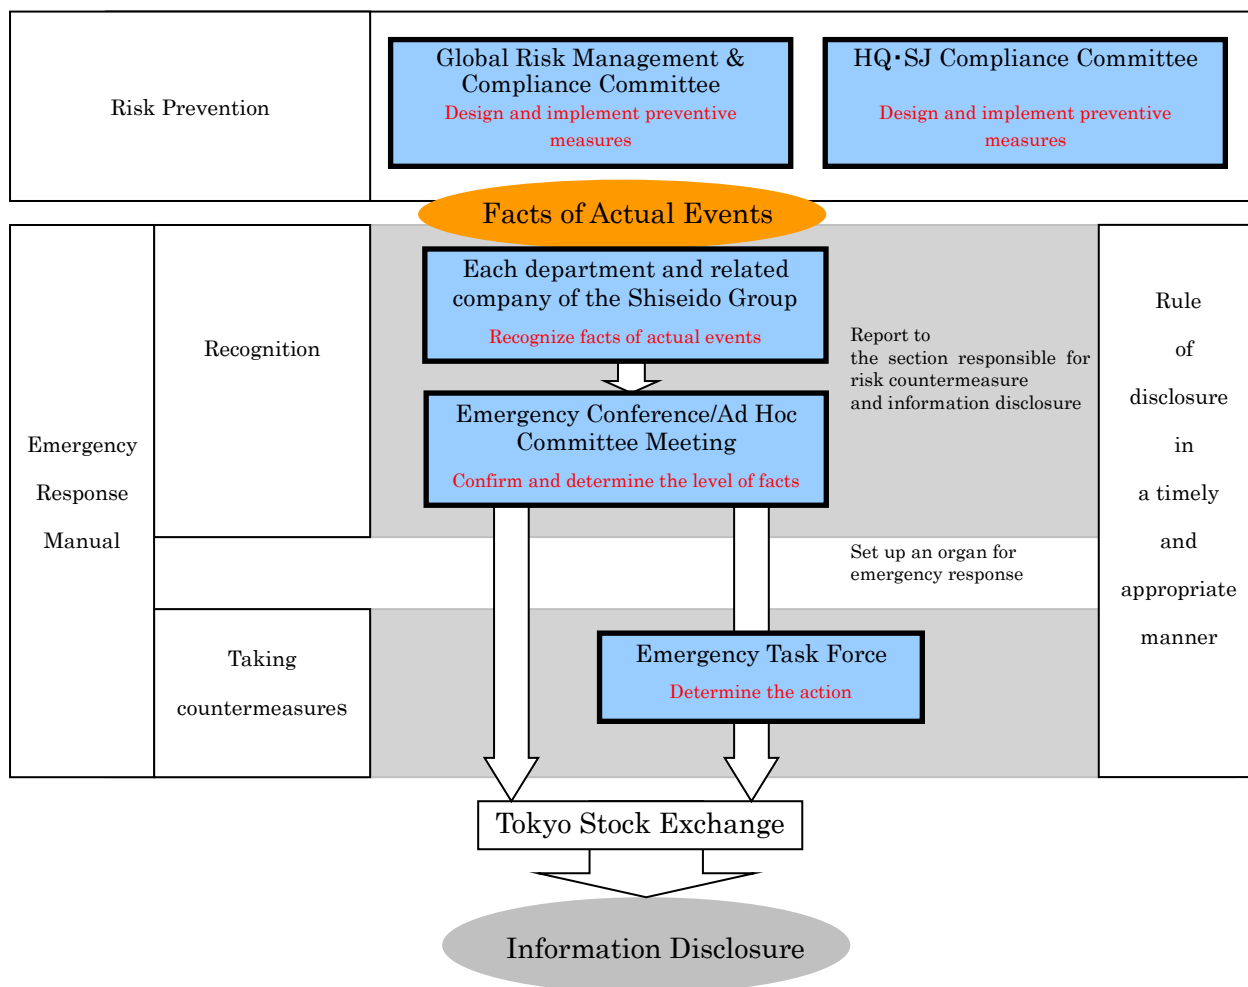 Risk Prevention
Global Risk Management &
Compliance Committee
Design and implement preventive
measures
HQ・SJ Compliance Committee
Design and implement preventive
measures
Facts of Actual Events
Emergency
Response
Manual
Recognition
Each department and related
company of the Shiseido Group
Recognize facts of actual events
Report to
the section responsible for
risk countermeasure
and information disclosure
Emergency Conference/Ad Hoc
Committee Meeting
Confirm and determine the level of facts
Set up an organ for
emergency response
Taking
countermeasures
Emergency Task Force
Determine the action
Rule
of
disclosure
in
a timely
and
appropriate
manner
Tokyo Stock Exchange
Information Disclosure